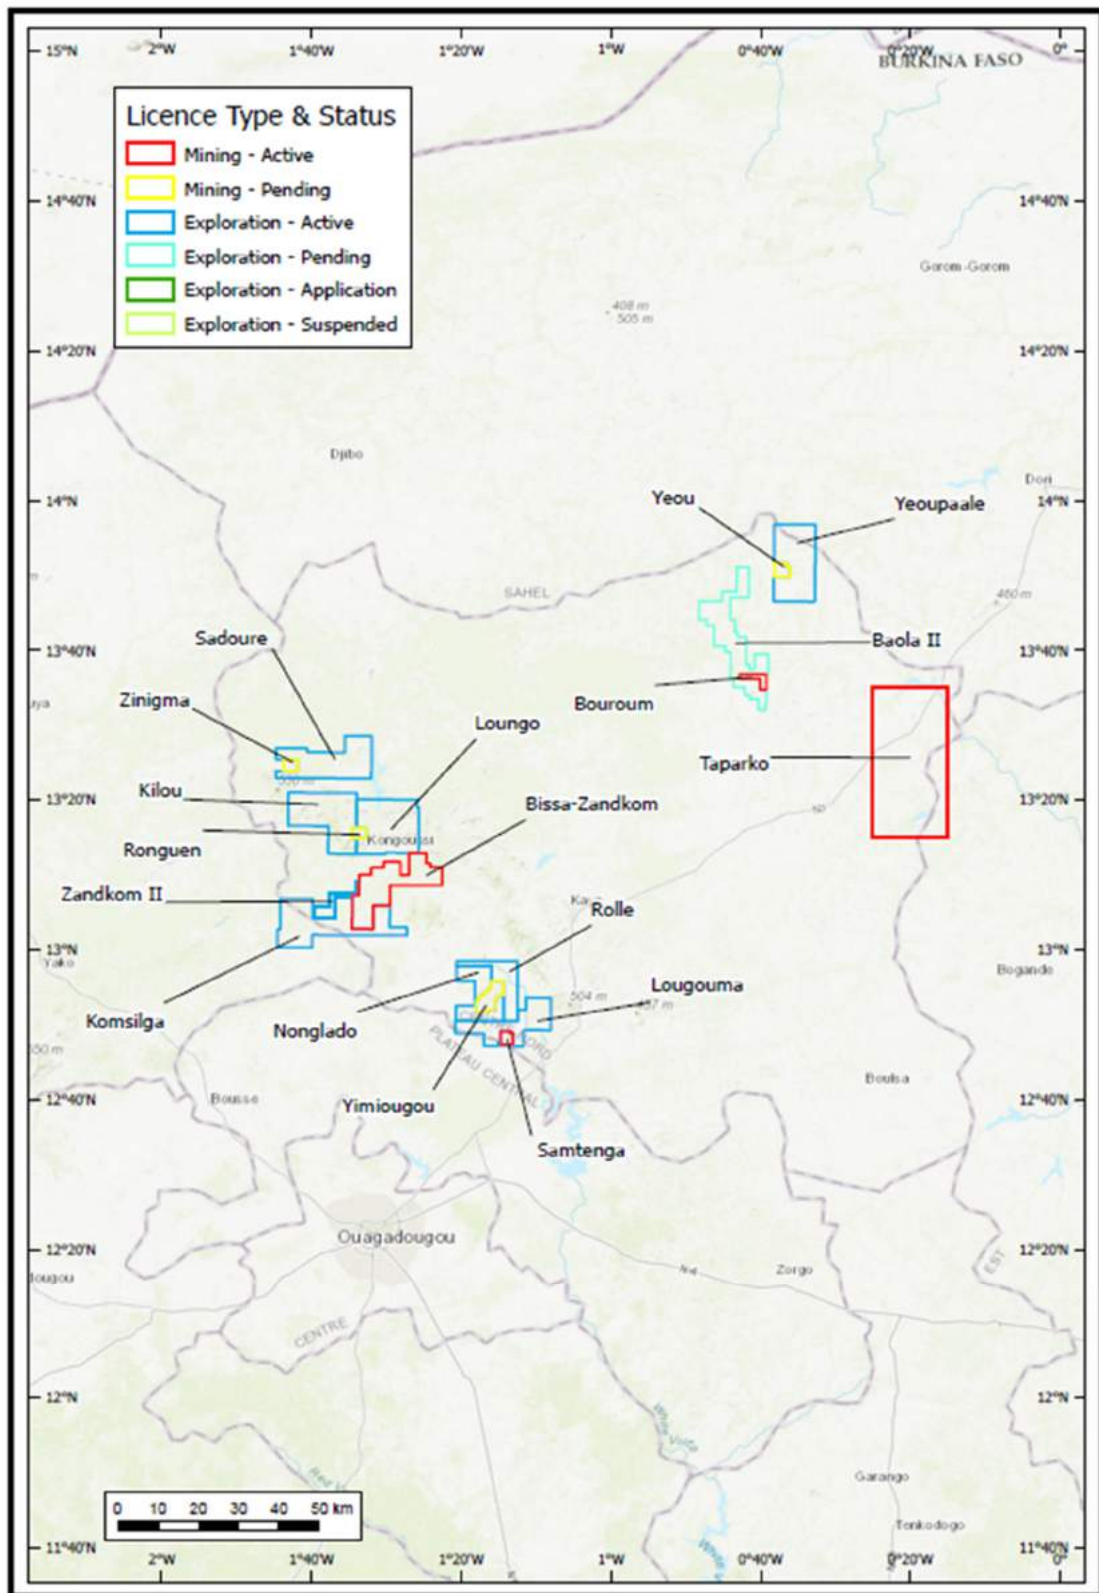 2°W 1°40'W 1°20'W 1°W 0°40'W 0°20'W 0°
15°N
BURKINA FASO
Licence Type & Status
Mining - Active
Mining - Pending
Exploration - Active
Exploration - Pending
Exploration - Application
Exploration - Suspended
14°40'N 14°40'N
Gorom-Gorom
408 m
505 m
14°20'N 14°20'N
Djibo
Dori
14°N 14°N
Yeou
Yeoupaale
SAHEL
460 m
Sadoure
Baola II
13°40'N 13°40'N
Zinigma
Bouroum
Loungo
Taparko
Kilou
13°20'N 13°20'N
Bissa-Zandkom
Ronguen
Kongoussi
Zandkom II
Rolle
13°N 13°N
Yako
Bogande
Lougouma
504 m
Komsilga
Nonglado
CENTRE NORD
PLATEAU CENTRAL
Boulsa
Yimiougou
12°40'N 12°40'N
Bousse
Samtenga
Ouagadougou
12°20'N 12°20'N
EST
N4
Zorgo
CENTRE
12°N 12°N
White Volta
Garango
Tenkodogo
0 10 20 30 40 50 km
11°40'N 11°40'N
2°W 1°40'W 1°20'W 1°W 0°40'W 0°20'W 0°